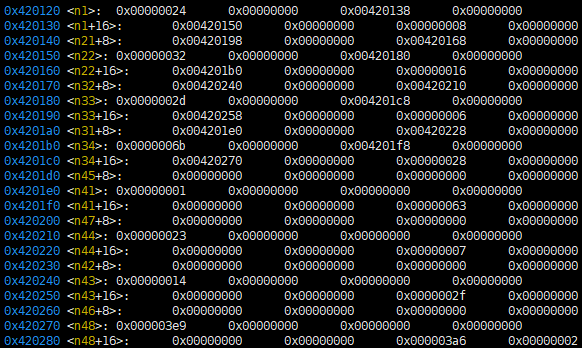 0x420120 <n1>: 0x00000024 0x00000000 0x00420138 0x00000000
0x420130 <n1+16>: 0x00420150 0x00000000 0x00000008 0x00000000
0x420140 <n21+8>: 0x00420198 0x00000000 0x00420168 0x00000000
0x420150 <n22>: 0x00000032 0x00000000 0x00420180 0x00000000
0x420160 <n22+16>: 0x004201b0 0x00000000 0x00000016 0x00000000
0x420170 <n32+8>: 0x00420240 0x00000000 0x00420210 0x00000000
0x420180 <n33>: 0x0000002d 0x00000000 0x004201c8 0x00000000
0x420190 <n33+16>: 0x00420258 0x00000000 0x00000006 0x00000000
0x4201a0 <n31+8>: 0x004201e0 0x00000000 0x00420228 0x00000000
0x4201b0 <n34>: 0x0000006b 0x00000000 0x004201f8 0x00000000
0x4201c0 <n34+16>: 0x00420270 0x00000000 0x00000028 0x00000000
0x4201d0 <n45+8>: 0x00000000 0x00000000 0x00000000 0x00000000
0x4201e0 <n41>: 0x00000001 0x00000000 0x00000000 0x00000000
0x4201f0 <n41+16>: 0x00000000 0x00000000 0x00000063 0x00000000
0x420200 <n47+8>: 0x00000000 0x00000000 0x00000000 0x00000000
0x420210 <n44>: 0x00000023 0x00000000 0x00000000 0x00000000
0x420220 <n44+16>: 0x00000000 0x00000000 0x00000007 0x00000000
0x420230 <n42+8>: 0x00000000 0x00000000 0x00000000 0x00000000
0x420240 <n43>: 0x00000014 0x00000000 0x00000000 0x00000000
0x420250 <n43+16>: 0x00000000 0x00000000 0x0000002f 0x00000000
0x420260 <n46+8>: 0x00000000 0x00000000 0x00000000 0x00000000
0x420270 <n48>: 0x000003e9 0x00000000 0x00000000 0x00000000
0x420280 <n48+16>: 0x00000000 0x00000000 0x000003a6 0x00000002